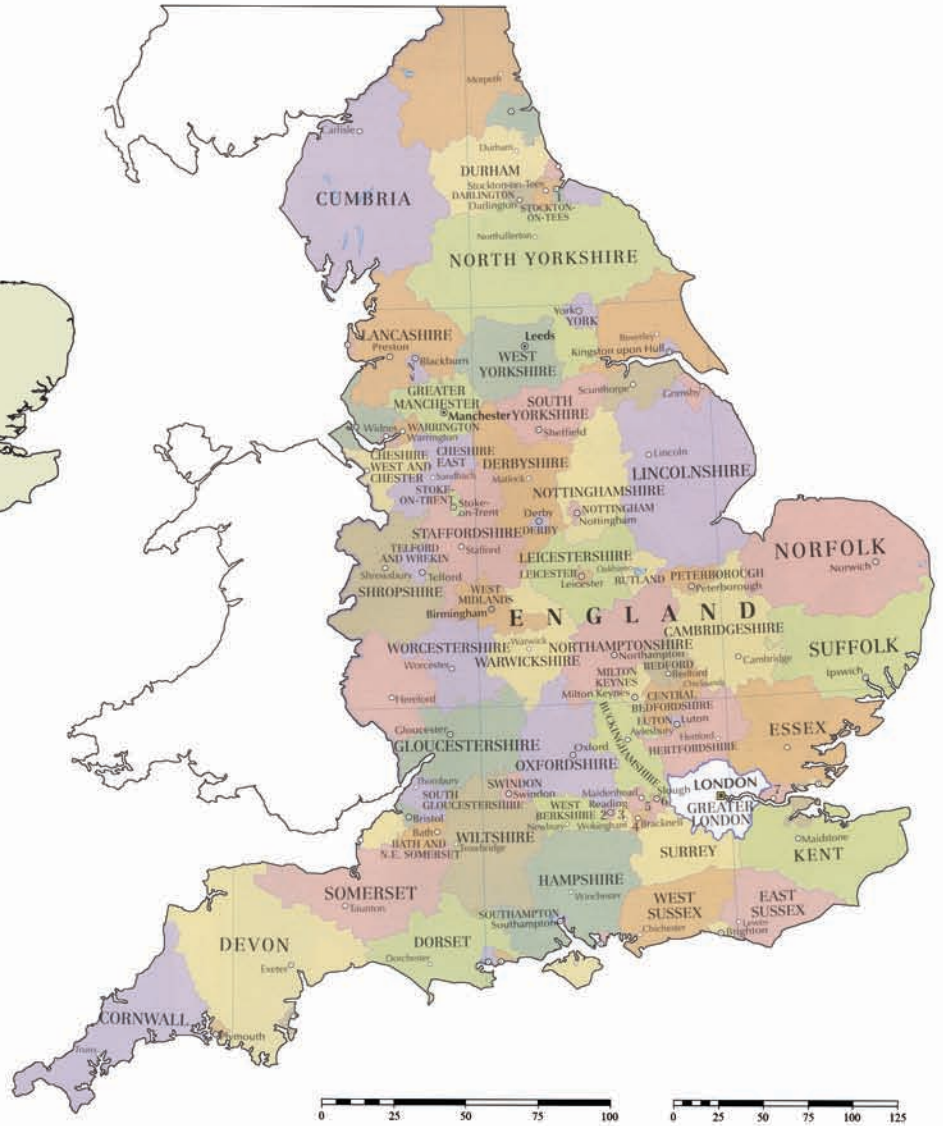 Morpeth
Carlisle
Durham
DURHAM
Stockton-on-Tees
DARLINGTON
Darlington
1
STOCKTON-
ON-TEES
CUMBRIA
Northallerton
NORTH YORKSHIRE
York
YORK
LANCASHIRE
Preston
Blackburn
Leeds
WEST
YORKSHIRE
Beverley
Kingston upon Hull
GREATER
MANCHESTER
Manchester
SOUTH
YORKSHIRE
Sheffield
Scunthorpe
Grimsby
Widnes
WARRINGTON
Warrington
CHESHIRE
WEST AND
CHESTER
CHESHIRE
EAST
Sandbach
DERBYSHIRE
Matlock
Lincoln
LINCOLNSHIRE
STOKE-
ON-TRENT
Stoke-
on-Trent
NOTTINGHAMSHIRE
NOTTINGHAM
Nottingham
Derby
DERBY
STAFFORDSHIRE
Stafford
TELFORD
AND WREKIN
Shrewsbury
Telford
SHROPSHIRE
LEICESTERSHIRE
LEICESTER
Leicester
Oakham
RUTLAND
PETERBOROUGH
Peterborough
NORFOLK
Norwich
WEST
MIDLANDS
Birmingham
ENGLAND
CAMBRIDGESHIRE
Cambridge
SUFFOLK
Ipswich
WORCESTERSHIRE
Worcester
Warwick
WARWICKSHIRE
NORTHAMPTONSHIRE
Northampton
BEDFORD
Bedford
MILTON
KEYNES
Milton Keynes
Chicksands
CENTRAL
BEDFORDSHIRE
Hereford
LUTON
Luton
ESSEX
Gloucester
GLOUCESTERSHIRE
Oxford
OXFORDSHIRE
BUCKINGHAMSHIRE
Aylesbury
Hertford
HERTFORDSHIRE
Thornbury
SOUTH
GLOUCESTERSHIRE
SWINDON
Swindon
Maidenhead
Slough
5
6
LONDON
GREATER
LONDON
WEST
BERKSHIRE
Reading
2
3
Newbury
Wokingham
4
Bracknell
Bristol
Bath
BATH AND
N.E. SOMERSET
WILTSHIRE
Trowbridge
SURREY
Maidstone
KENT
HAMPSHIRE
Winchester
SOMERSET
Taunton
WEST
SUSSEX
Chichester
EAST
SUSSEX
Lewes
Brighton
SOUTHAMPTON
Southampton
DEVON
Exeter
DORSET
Dorchester
CORNWALL
Truro
Plymouth
0 25 50 75 100
0 25 50 75 100 125